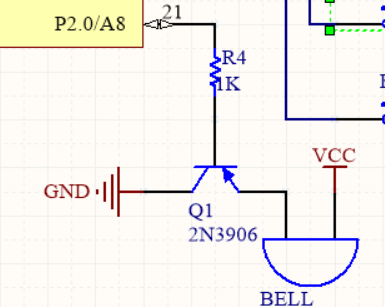 P2.0/A8
21
R4
1K
VCC
GND
Q1
2N3906
BELL